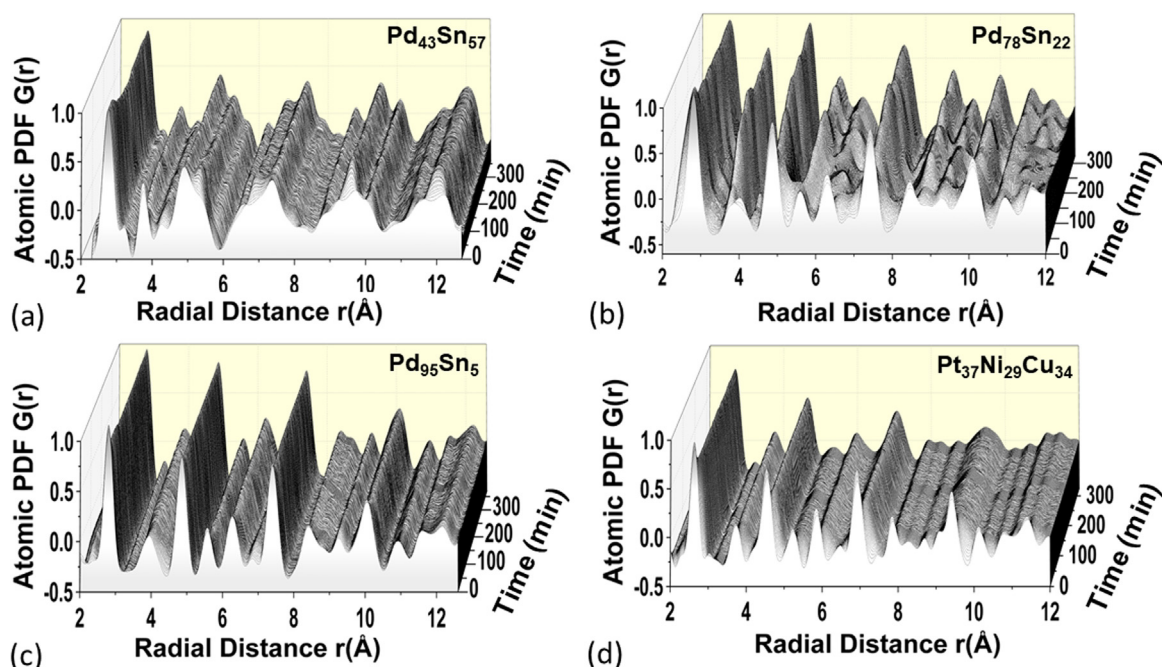 Pd43Sn57
Atomic PDF G(r)
1.0
0.5
0.0
-0.5
2 4 6 8 10 12
Radial Distance r(Å)
0 100 200 300
Time (min)
(a)
Pd78Sn22
Atomic PDF G(r)
1.0
0.5
0.0
-0.5
2 4 6 8 10 12
Radial Distance r(Å)
0 100 200 300
Time (min)
(b)
Pd95Sn5
Atomic PDF G(r)
1.0
0.5
0.0
-0.5
2 4 6 8 10 12
Radial Distance r(Å)
0 100 200 300
Time (min)
(c)
Pt37Ni29Cu34
Atomic PDF G(r)
1.0
0.5
0.0
-0.5
2 4 6 8 10 12
Radial Distance r(Å)
0 100 200 300
Time (min)
(d)